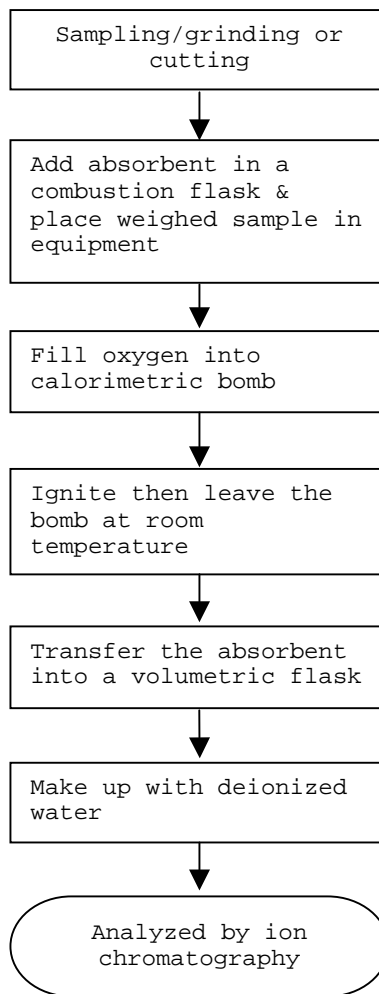 Sampling/grinding or
cutting
Add absorbent in a
combustion flask &
place weighed sample in
equipment
Fill oxygen into
calorimetric bomb
Ignite then leave the
bomb at room
temperature
Transfer the absorbent
into a volumetric flask
Make up with deionized
water
Analyzed by ion
chromatography